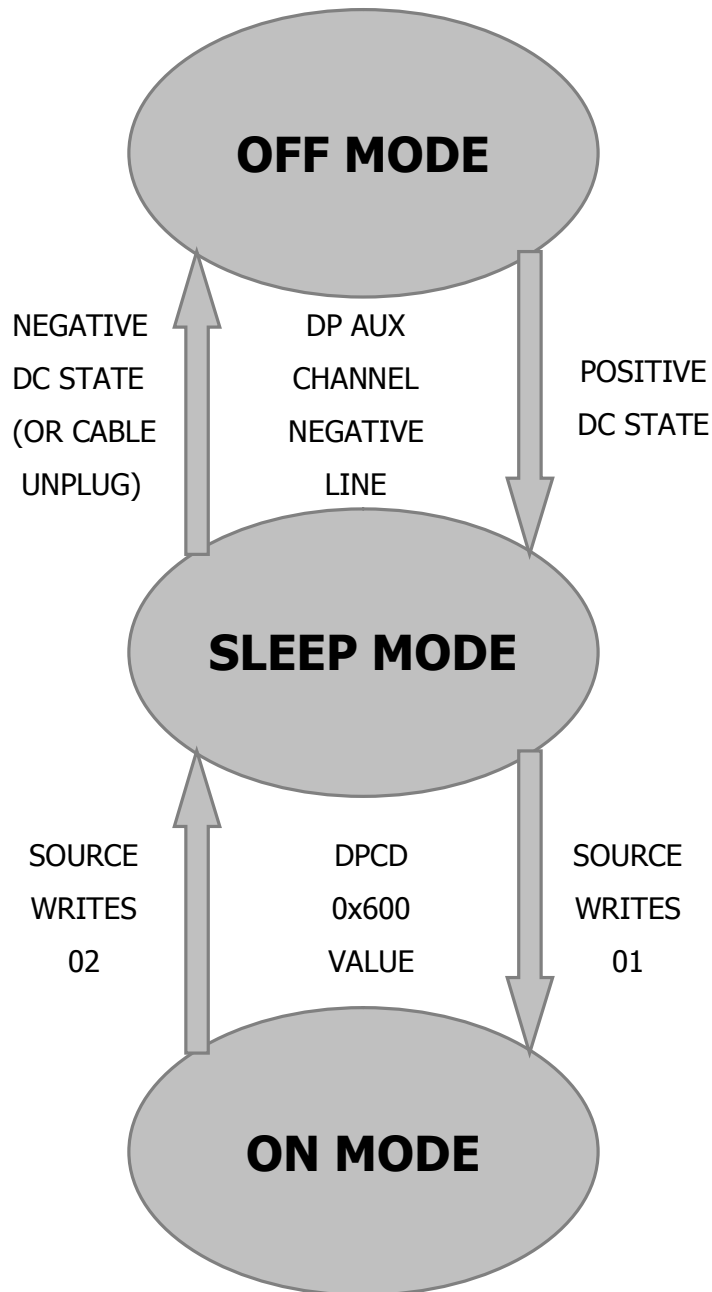 OFF MODE
NEGATIVE
DC STATE
(OR CABLE
UNPLUG)
DP AUX
CHANNEL
NEGATIVE
LINE
POSITIVE
DC STATE
SLEEP MODE
SOURCE
WRITES
02
DPCD
0x600
VALUE
SOURCE
WRITES
01
ON MODE